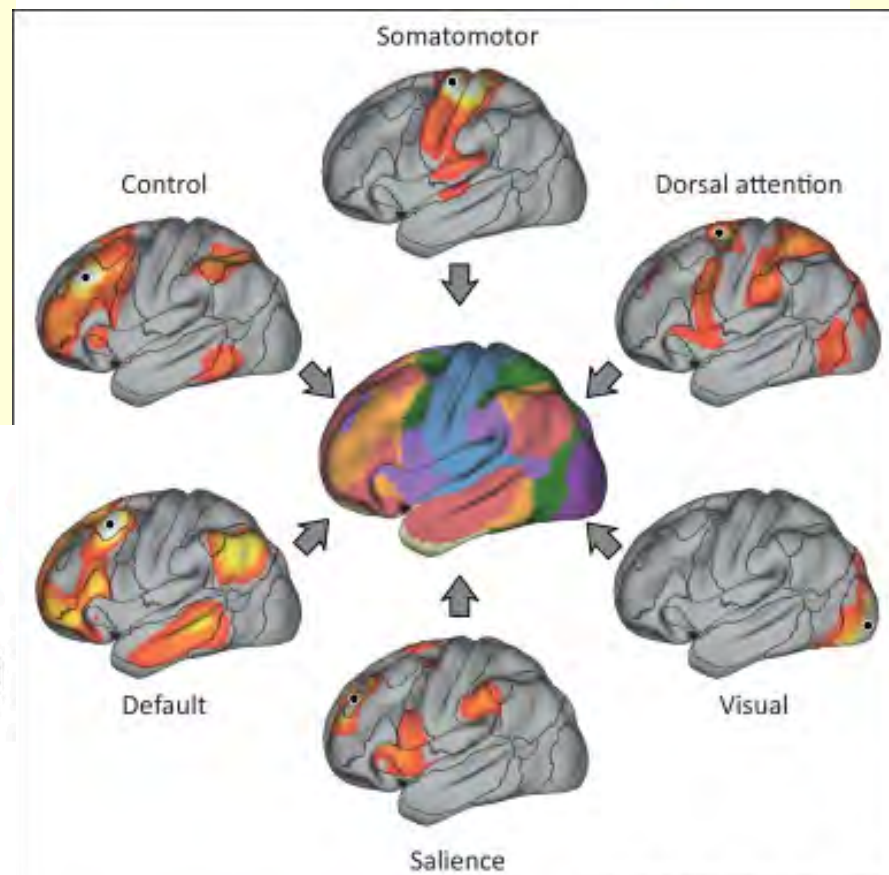 Somatomotor
Control
Dorsal attention
Default
Visual
Salience